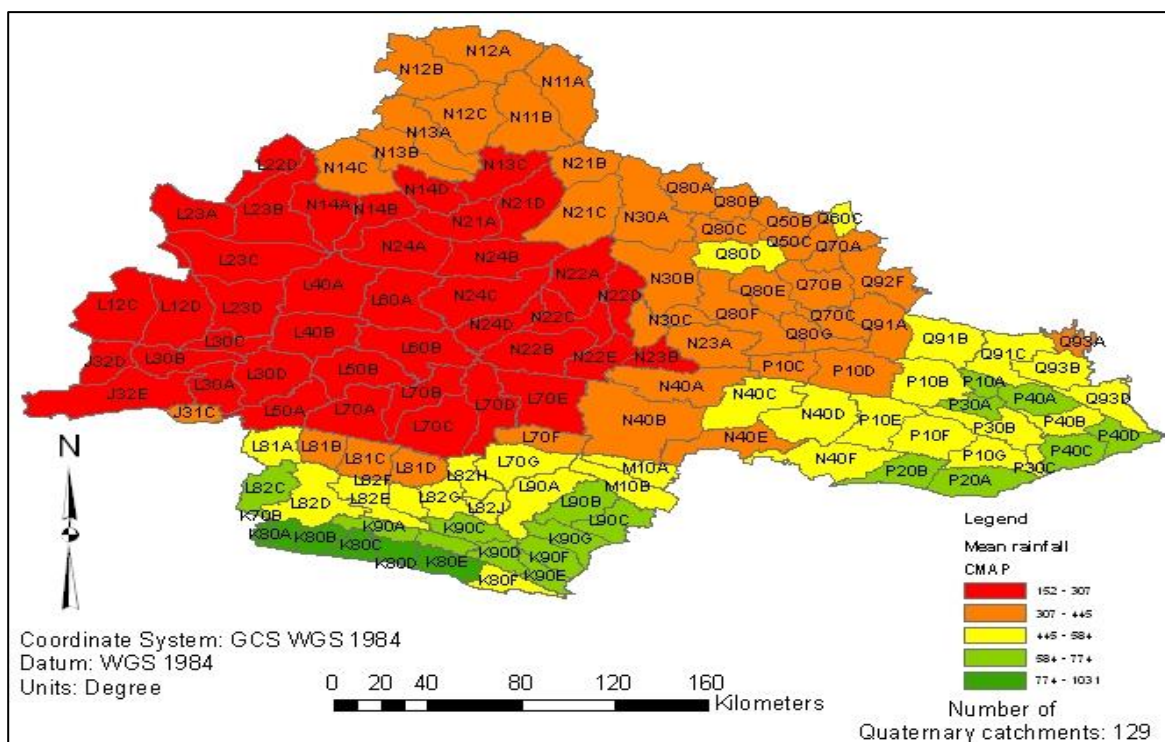 N12A
N12B
N11A
N12C
N11B
N13A
N13B
L22D
N14C
N13C
N21B
N14D
Q80A
L23A
L23B
N14A
N14B
N21A
N21D
N21C
N30A
Q80B
Q50B
Q60C
Q80C
Q50C
Q70A
N24A
N24B
Q80D
L23C
N22A
N30B
L40A
L60A
N24C
N22D
Q80E
Q70B
Q92F
L12C
L12D
L23D
N24D
N22C
N30C
Q80F
Q70C
Q91A
L40B
Q80G
L30C
L60B
N22B
N22E
N23B
N23A
Q91B
Q91C
Q93A
J32D
L30B
L30D
L50B
P10C
P10D
Q93B
J32E
L30A
L70B
L70D
L70E
N40A
N40C
P10B
P10A
P40A
Q93D
J31C
L50A
L70A
L70C
N40B
N40D
P10E
P30A
P30B
P40B
L81A
L81B
L70F
N40E
P10F
P40D
L81C
L81D
L70G
M10A
N40F
P10G
P30C
P40C
L82C
L82F
L82H
L82D
L82E
L82G
L90A
M10B
P20B
P20A
K70B
L82J
L90B
L90C
K80A
K80B
K90A
K90C
K90G
K80C
K80D
K80E
K90D
K90F
K80F
K90E
N
Legend
Mean rainfall
CMAP
152 - 307
307 - 445
445 - 584
584 - 774
774 - 1031
Coordinate System: GCS WGS 1984
Datum: WGS 1984
Units: Degree
0 20 40 80 120 160
Kilometers
Number of
Quaternary catchments: 129